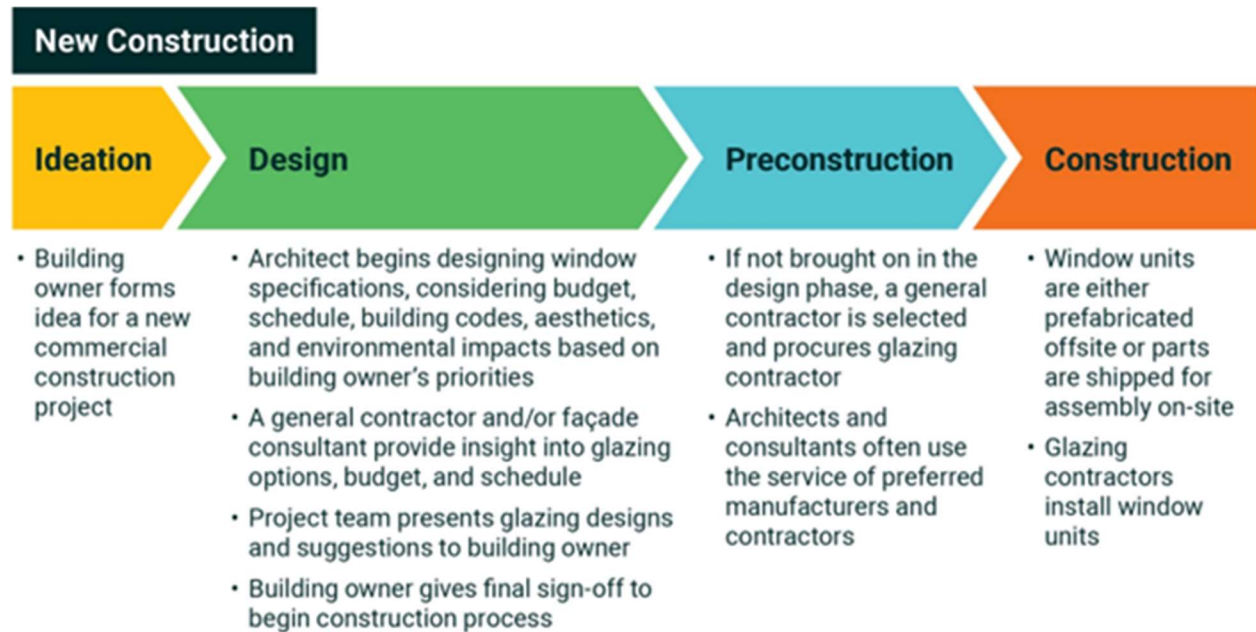 New Construction
Ideation
Design
Preconstruction
Construction
• Building
owner forms
idea for a new
commercial
construction
project
• Architect begins designing window
specifications, considering budget,
schedule, building codes, aesthetics,
and environmental impacts based on
building owner's priorities
• A general contractor and/or façade
consultant provide insight into glazing
options, budget, and schedule
• Project team presents glazing designs
and suggestions to building owner
• Building owner gives final sign-off to
begin construction process
• If not brought on in the
design phase, a general
contractor is selected
and procures glazing
contractor
• Architects and
consultants often use
the service of preferred
manufacturers and
contractors
• Window units
are either
prefabricated
offsite or parts
are shipped for
assembly on-site
• Glazing
contractors
install window
units